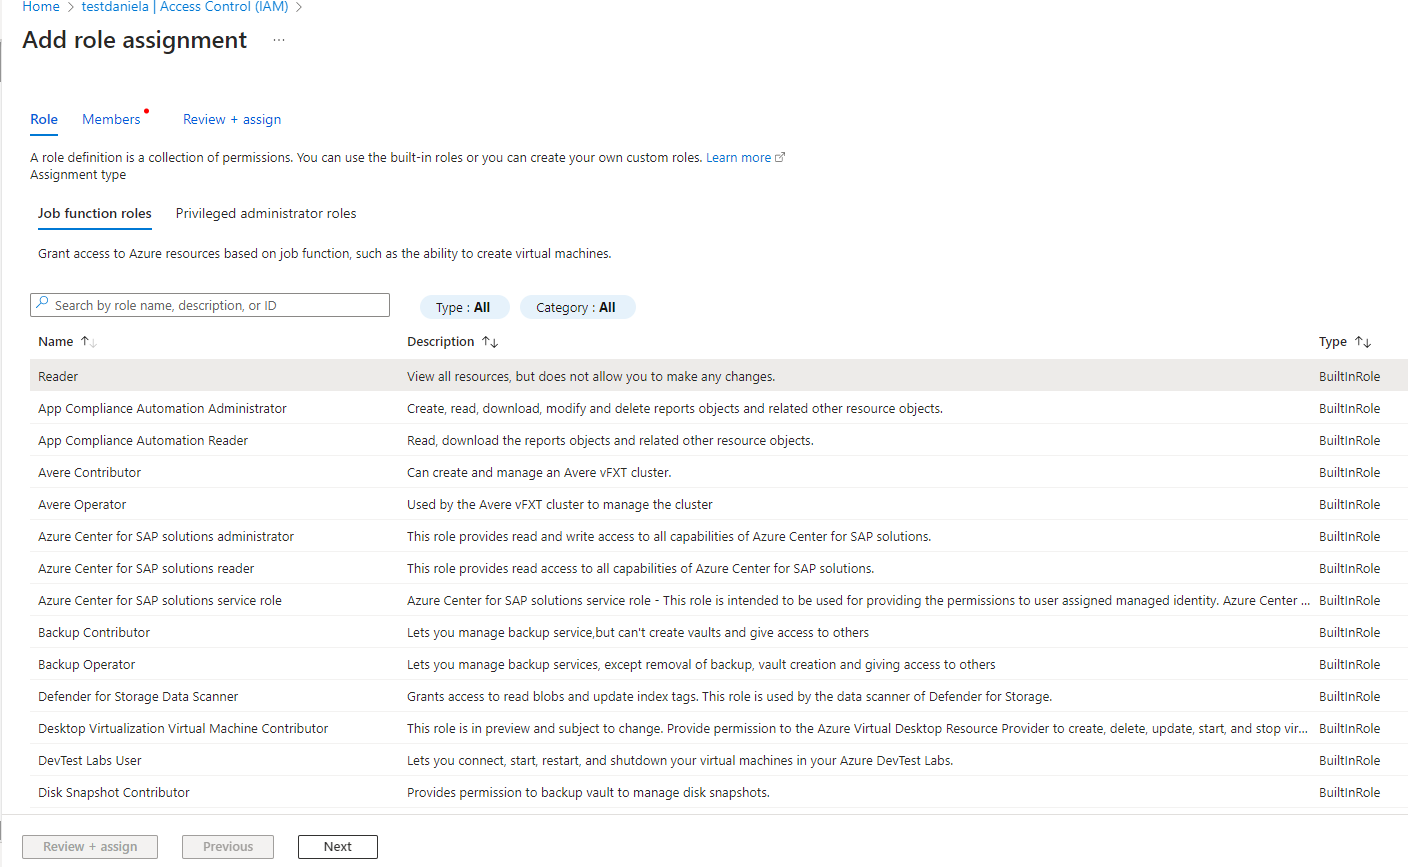 Home > testdaniela | Access Control (IAM) >
Add role assignment ...
Role Members Review + assign
A role definition is a collection of permissions. You can use the built-in roles or you can create your own custom roles. Learn more
Assignment type
Job function roles Privileged administrator roles
Grant access to Azure resources based on job function, such as the ability to create virtual machines.
Search by role name, description, or ID Type : All Category : All
Name ↑↓ Description ↑↓ Type ↑↓
Reader View all resources, but does not allow you to make any changes. BuiltInRole
App Compliance Automation Administrator Create, read, download, modify and delete reports objects and related other resource objects. BuiltInRole
App Compliance Automation Reader Read, download the reports objects and related other resource objects. BuiltInRole
Avere Contributor Can create and manage an Avere vFXT cluster. BuiltInRole
Avere Operator Used by the Avere vFXT cluster to manage the cluster BuiltInRole
Azure Center for SAP solutions administrator This role provides read and write access to all capabilities of Azure Center for SAP solutions. BuiltInRole
Azure Center for SAP solutions reader This role provides read access to all capabilities of Azure Center for SAP solutions. BuiltInRole
Azure Center for SAP solutions service role Azure Center for SAP solutions service role - This role is intended to be used for providing the permissions to user assigned managed identity. Azure Center ... BuiltInRole
Backup Contributor Lets you manage backup service,but can't create vaults and give access to others BuiltInRole
Backup Operator Lets you manage backup services, except removal of backup, vault creation and giving access to others BuiltInRole
Defender for Storage Data Scanner Grants access to read blobs and update index tags. This role is used by the data scanner of Defender for Storage. BuiltInRole
Desktop Virtualization Virtual Machine Contributor This role is in preview and subject to change. Provide permission to the Azure Virtual Desktop Resource Provider to create, delete, update, start, and stop vir... BuiltInRole
DevTest Labs User Lets you connect, start, restart, and shutdown your virtual machines in your Azure DevTest Labs. BuiltInRole
Disk Snapshot Contributor Provides permission to backup vault to manage disk snapshots. BuiltInRole
Review + assign Previous Next